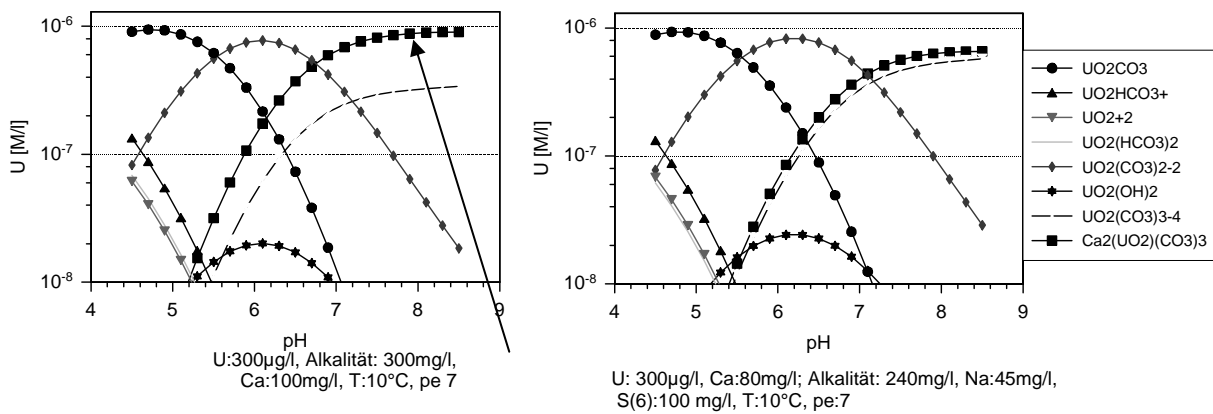 10-6
10-7
10-8
U [M/l]
4 5 6 7 8 9
pH
U:300µg/l, Alkalität: 300mg/l,
Ca:100mg/l, T:10°C, pe 7
10-6
10-7
10-8
U [M/l]
4 5 6 7 8 9
pH
U: 300µg/l, Ca:80mg/l; Alkalität: 240mg/l, Na:45mg/l,
S(6):100 mg/l, T:10°C, pe:7
UO2CO3
UO2HCO3+
UO2+2
UO2(HCO3)2
UO2(CO3)2-2
UO2(OH)2
UO2(CO3)3-4
Ca2(UO2)(CO3)3